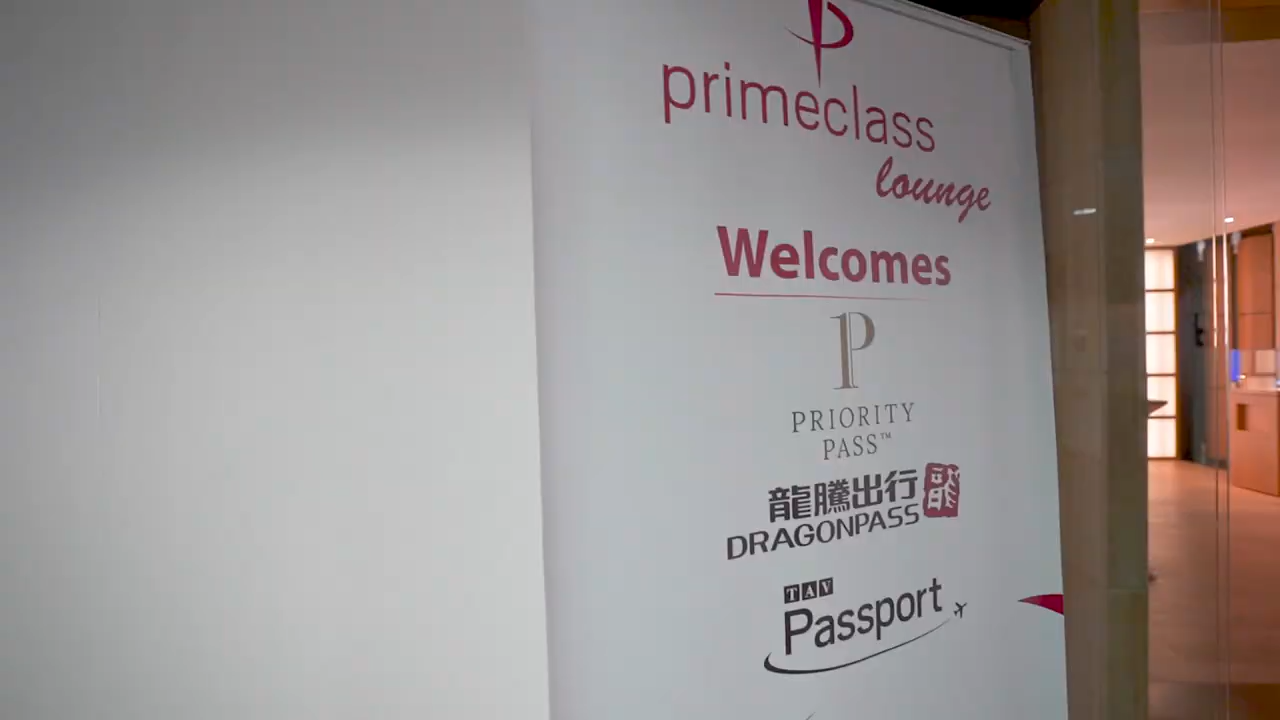 primeclass
lounge
Welcomes
PRIORITY
PASS™
龍騰出行
DRAGONPASS
TAV
Passport